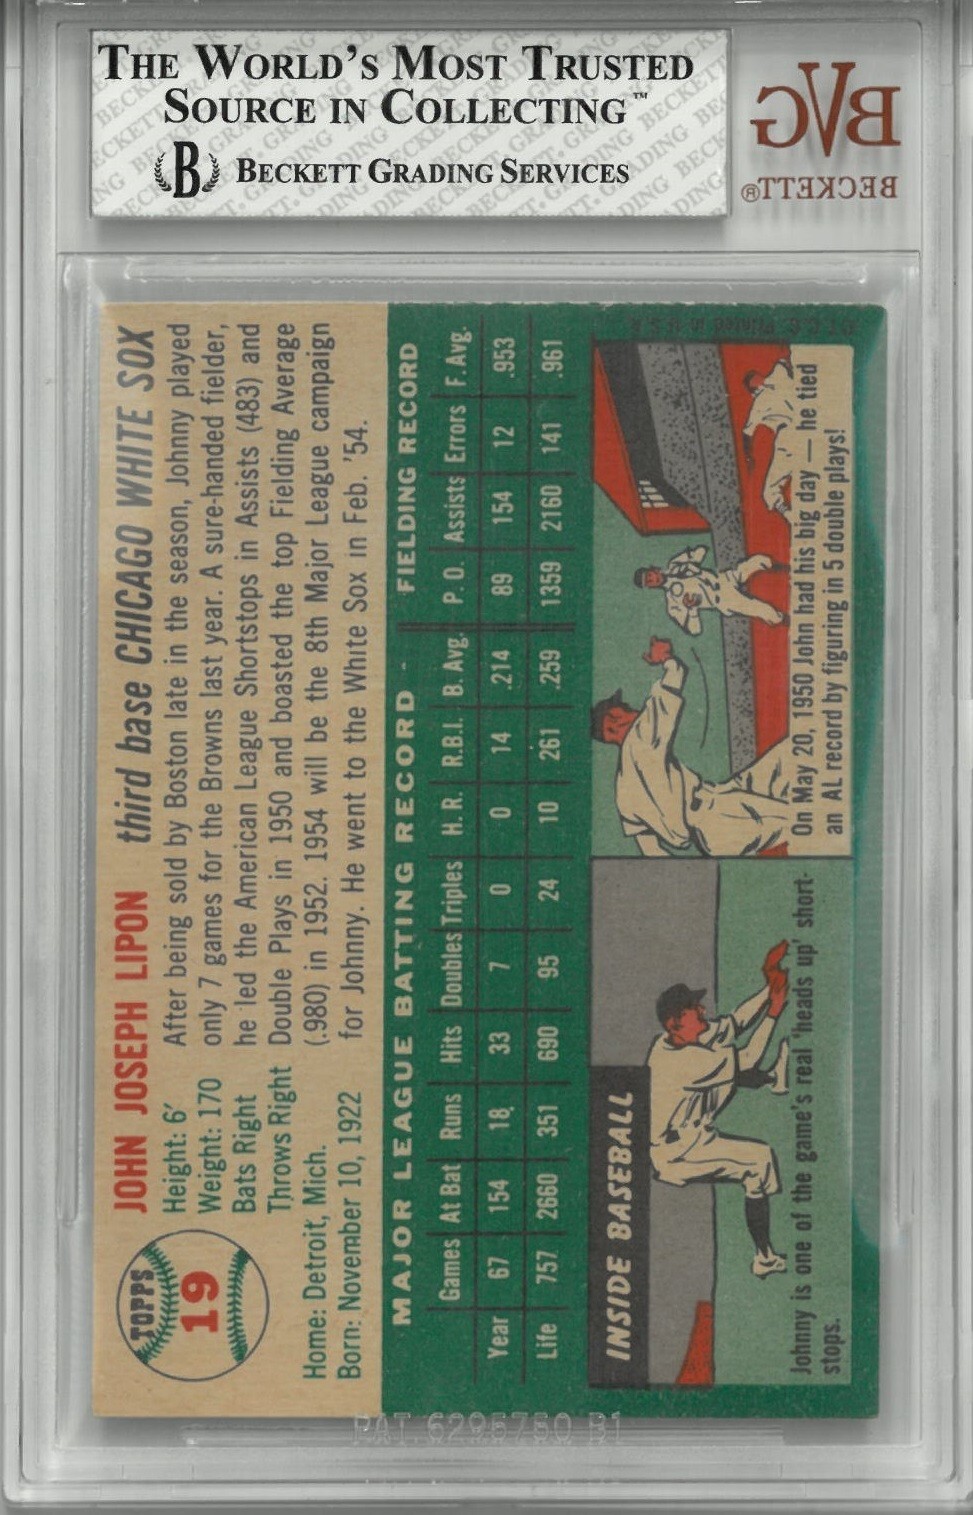 THE WORLD'S MOST TRUSTED
SOURCE IN COLLECTING™
B BECKETT GRADING SERVICES
BVG
BECKETT®
TOPPS
19
JOHN JOSEPH LIPON third base CHICAGO WHITE SOX
Height: 6'
Weight: 170
Bats Right
Throws Right
Home: Detroit, Mich.
Born: November 10, 1922
After being sold by Boston late in the season, Johnny played
only 7 games for the Browns last year. A sure-handed fielder,
he led the American League Shortstops in Assists (483) and
Double Plays in 1950 and boasted the top Fielding Average
(.980) in 1952. 1954 will be the 8th Major League campaign
for Johnny. He went to the White Sox in Feb. '54.
MAJOR LEAGUE BATTING RECORD - FIELDING RECORD
Games At Bat Runs Hits Doubles Triples H. R. R.B.I. B. Avg. P. O. Assists Errors F. Avg.
Year 67 154 18 33 7 0 0 14 .214 89 154 12 .953
Life 757 2660 351 690 95 24 10 261 .259 1359 2160 141 .961
INSIDE BASEBALL
Johnny is one of the game's real 'heads up' short-
stops.
On May 20, 1950 John had his big day — he tied
an AL record by figuring in 5 double plays!
PAT. 6295750 B1